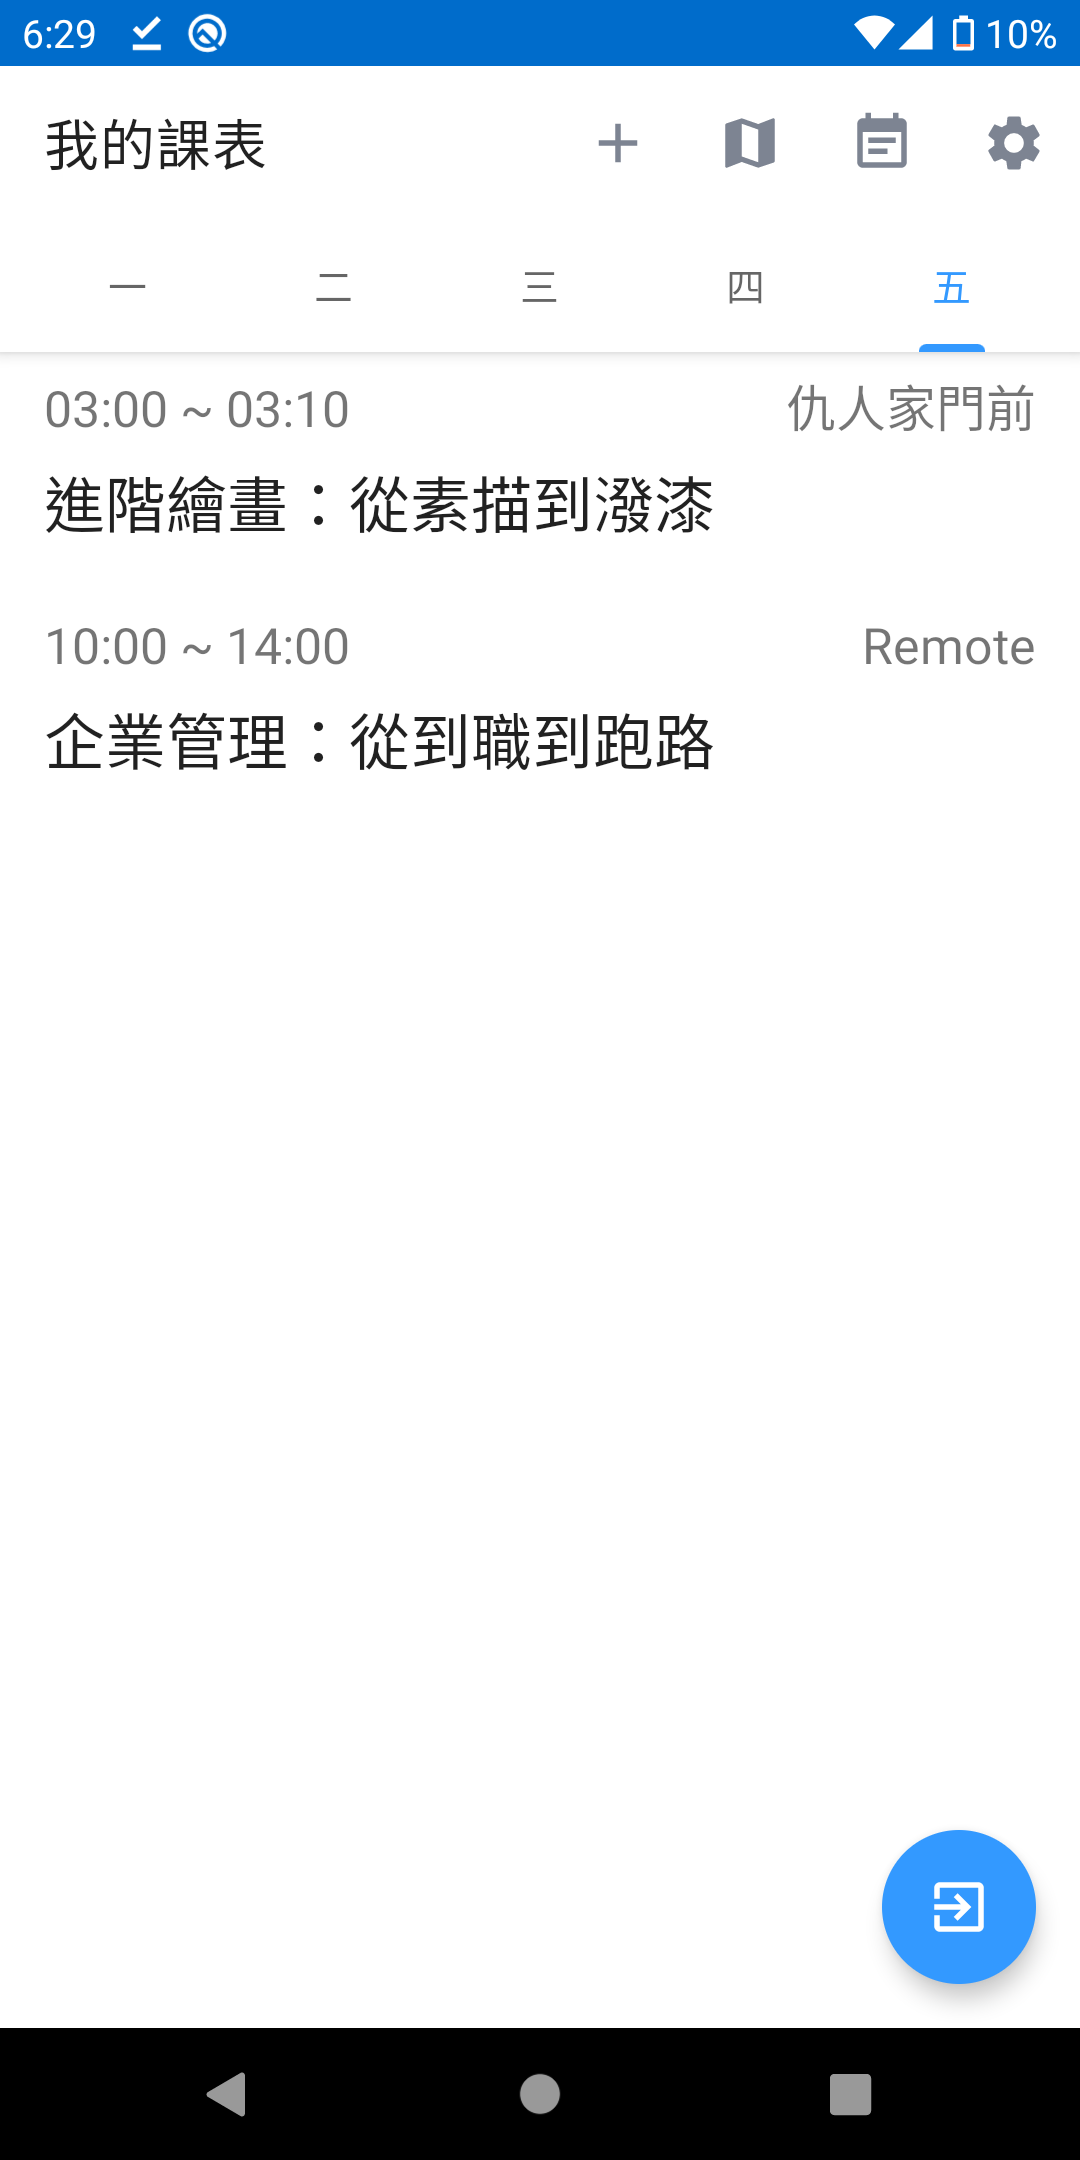 6:29 10%
我的課表
一 二 三 四 五
03:00 ~ 03:10 仇人家門前
進階繪畫：從素描到潑漆
10:00 ~ 14:00 Remote
企業管理：從到職到跑路